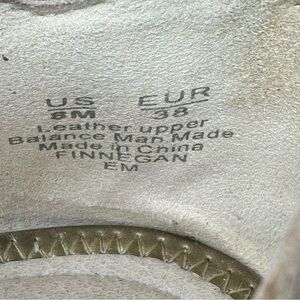 US EUR
8M 38
Leather upper
Balance Man Made
Made in China
FINNEGAN
EM